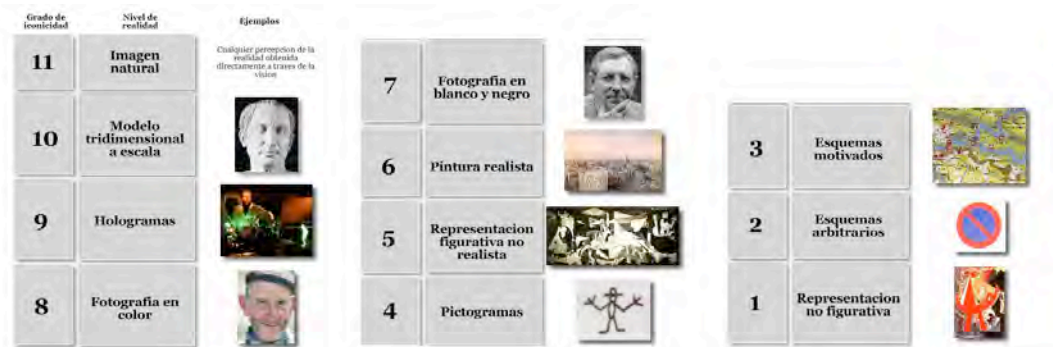 Grado de
iconicidad
Nivel de
realidad
Ejemplos
11
Imagen
natural
Cualquier percepcion de la
realidad obtenida
directamente a traves de la
vision
10
Modelo
tridimensional
a escala
9
Hologramas
8
Fotografia en
color
7
Fotografia en
blanco y negro
6
Pintura realista
5
Representacion
figurativa no
realista
4
Pictogramas
3
Esquemas
motivados
2
Esquemas
arbitrarios
1
Representacion
no figurativa